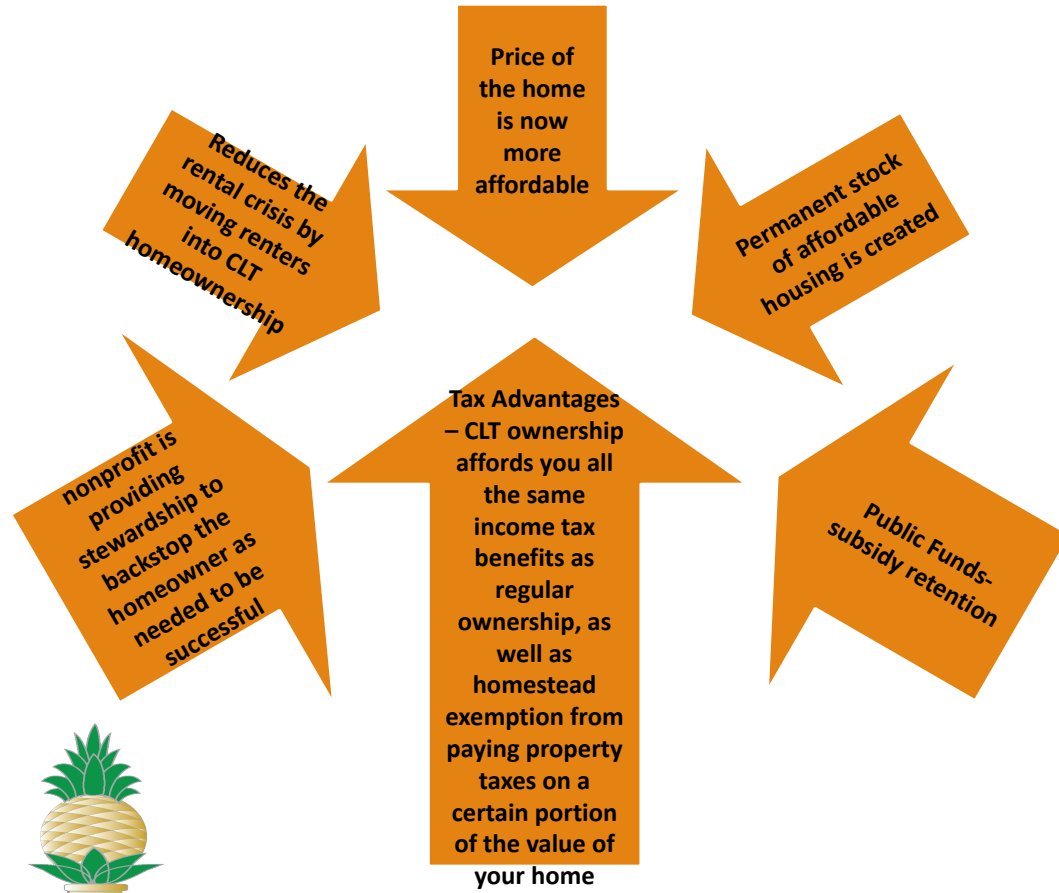 Price of
the home
is now
more
affordable
Reduces the
rental crisis by
moving renters
into CLT
homeownership
Permanent stock
of affordable
housing is created
nonprofit is
providing
stewardship to
backstop the
homeowner as
needed to be
successful
Tax Advantages
– CLT ownership
affords you all
the same
income tax
benefits as
regular
ownership, as
well as
homestead
exemption from
paying property
taxes on a
certain portion
of the value of
your home
Public Funds-
subsidy retention